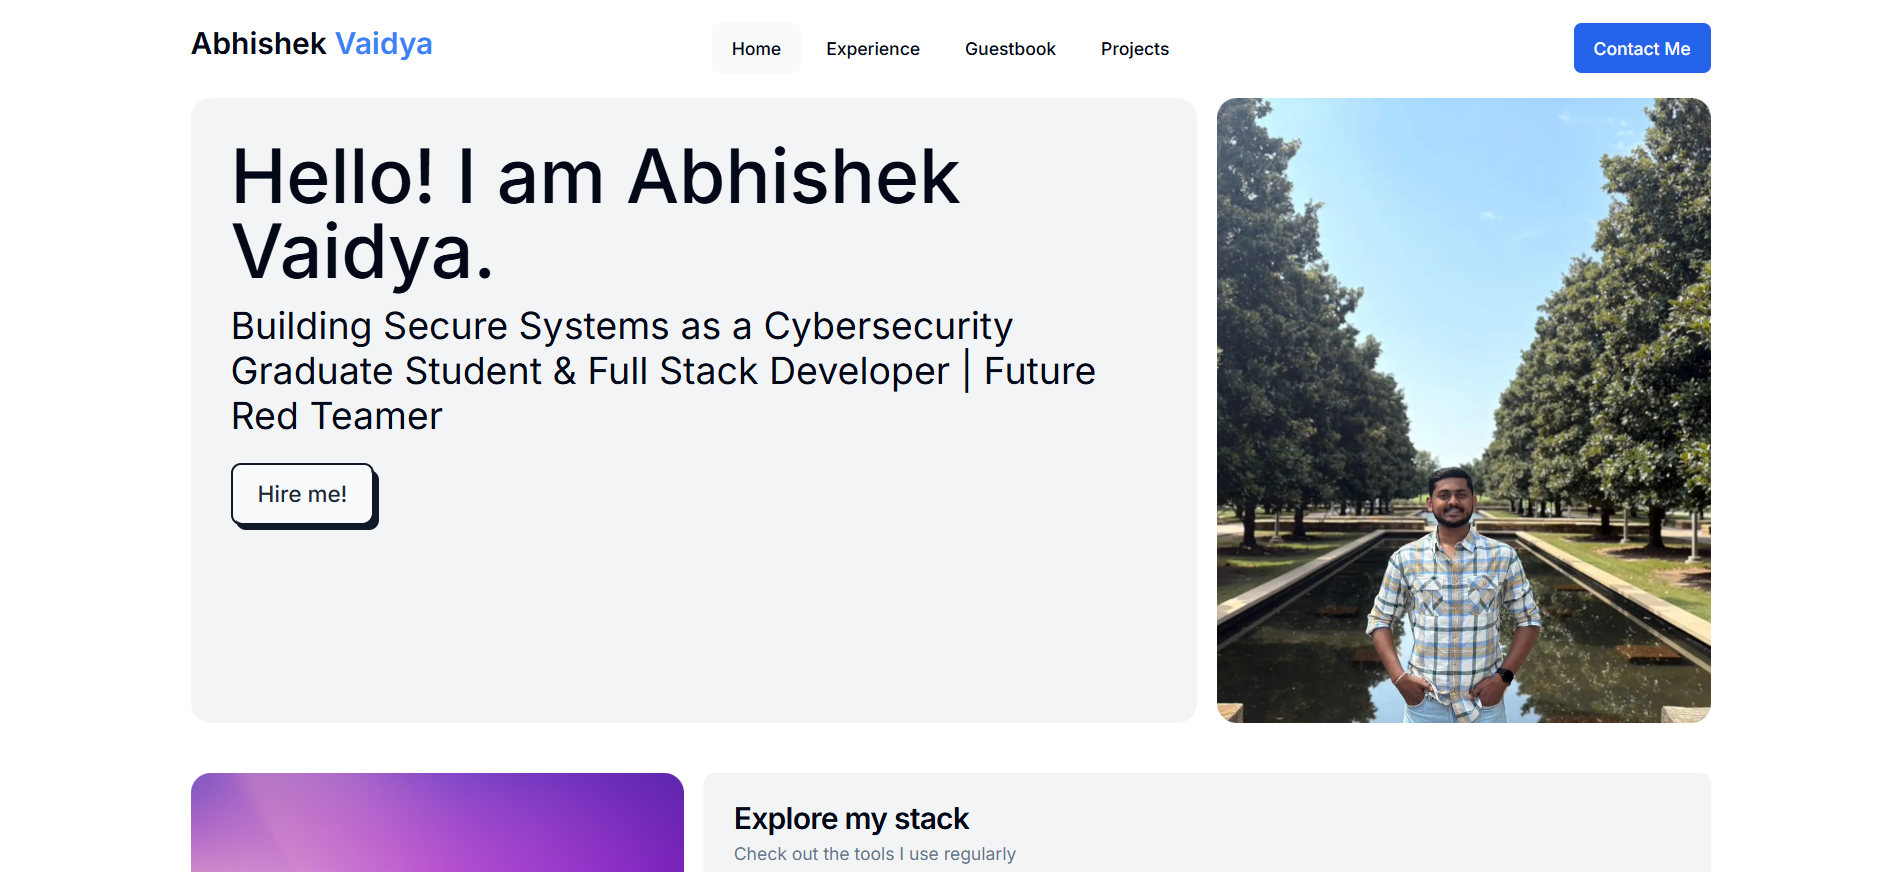 Abhishek Vaidya
Home
Experience
Guestbook
Projects
Contact Me
Hello! I am Abhishek
Vaidya.
Building Secure Systems as a Cybersecurity
Graduate Student & Full Stack Developer | Future
Red Teamer
Hire me!
Explore my stack
Check out the tools I use regularly